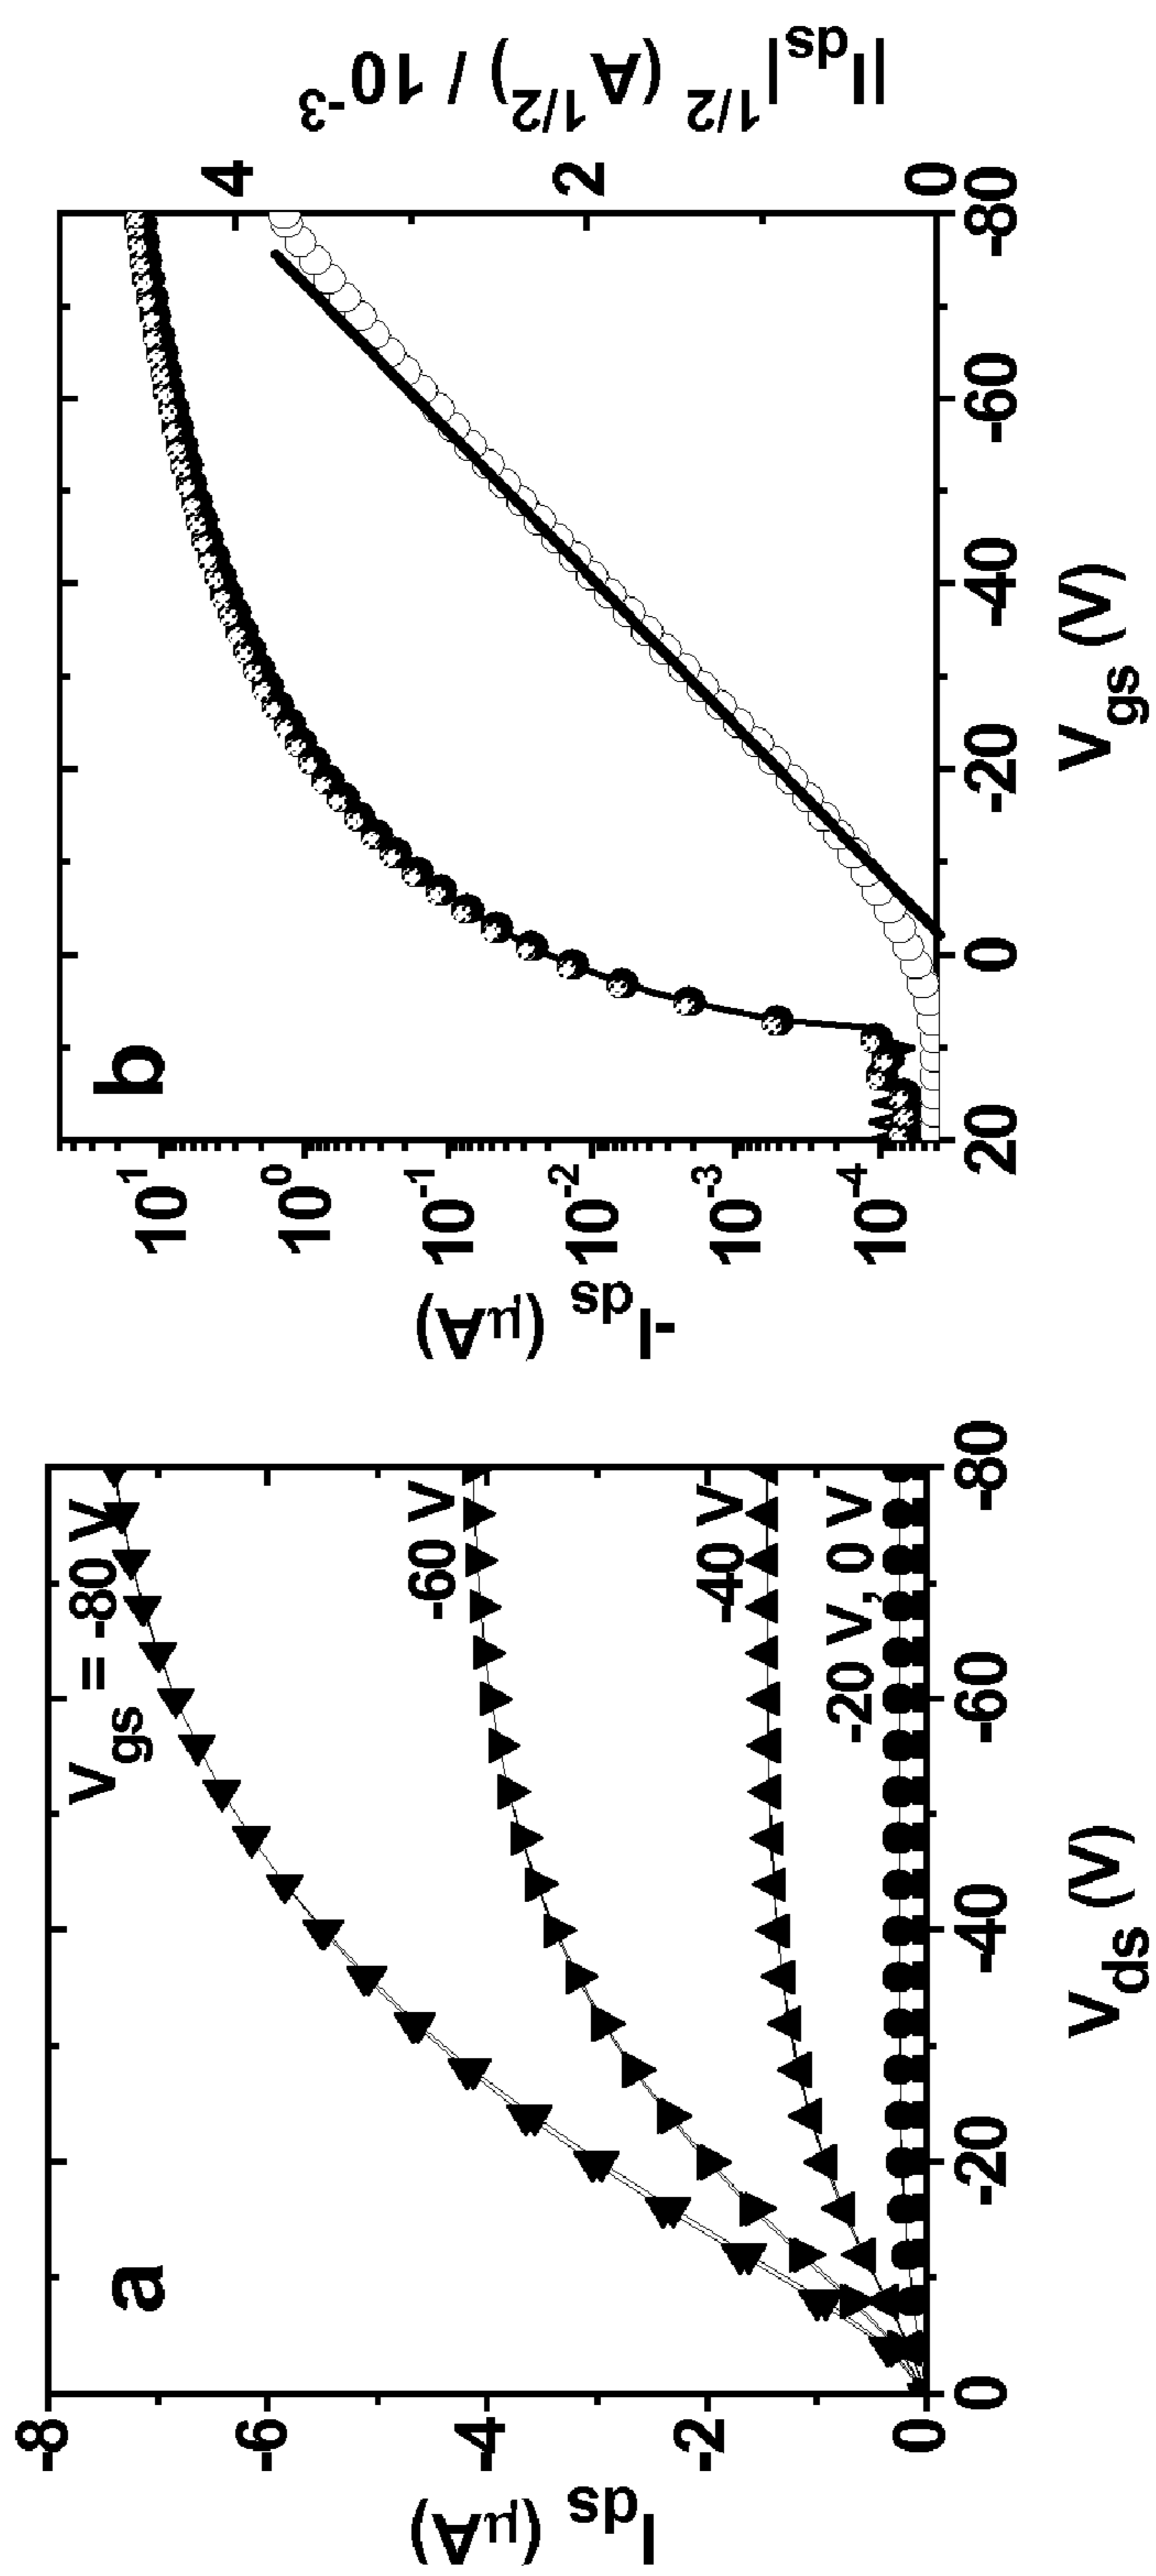 a
I_ds (μA)
-8
-6
-4
-2
0
V_gs = -80 V
-60 V
-40 V
-20 V, 0 V
0
-20
-40
-60
-80
V_ds (V)
b
-I_ds (μA)
10^1
10^0
10^-1
10^-2
10^-3
10^-4
20
0
-20
-40
-60
-80
V_gs (V)
4
2
0
|I_ds|^1/2 (A^1/2) / 10^-3